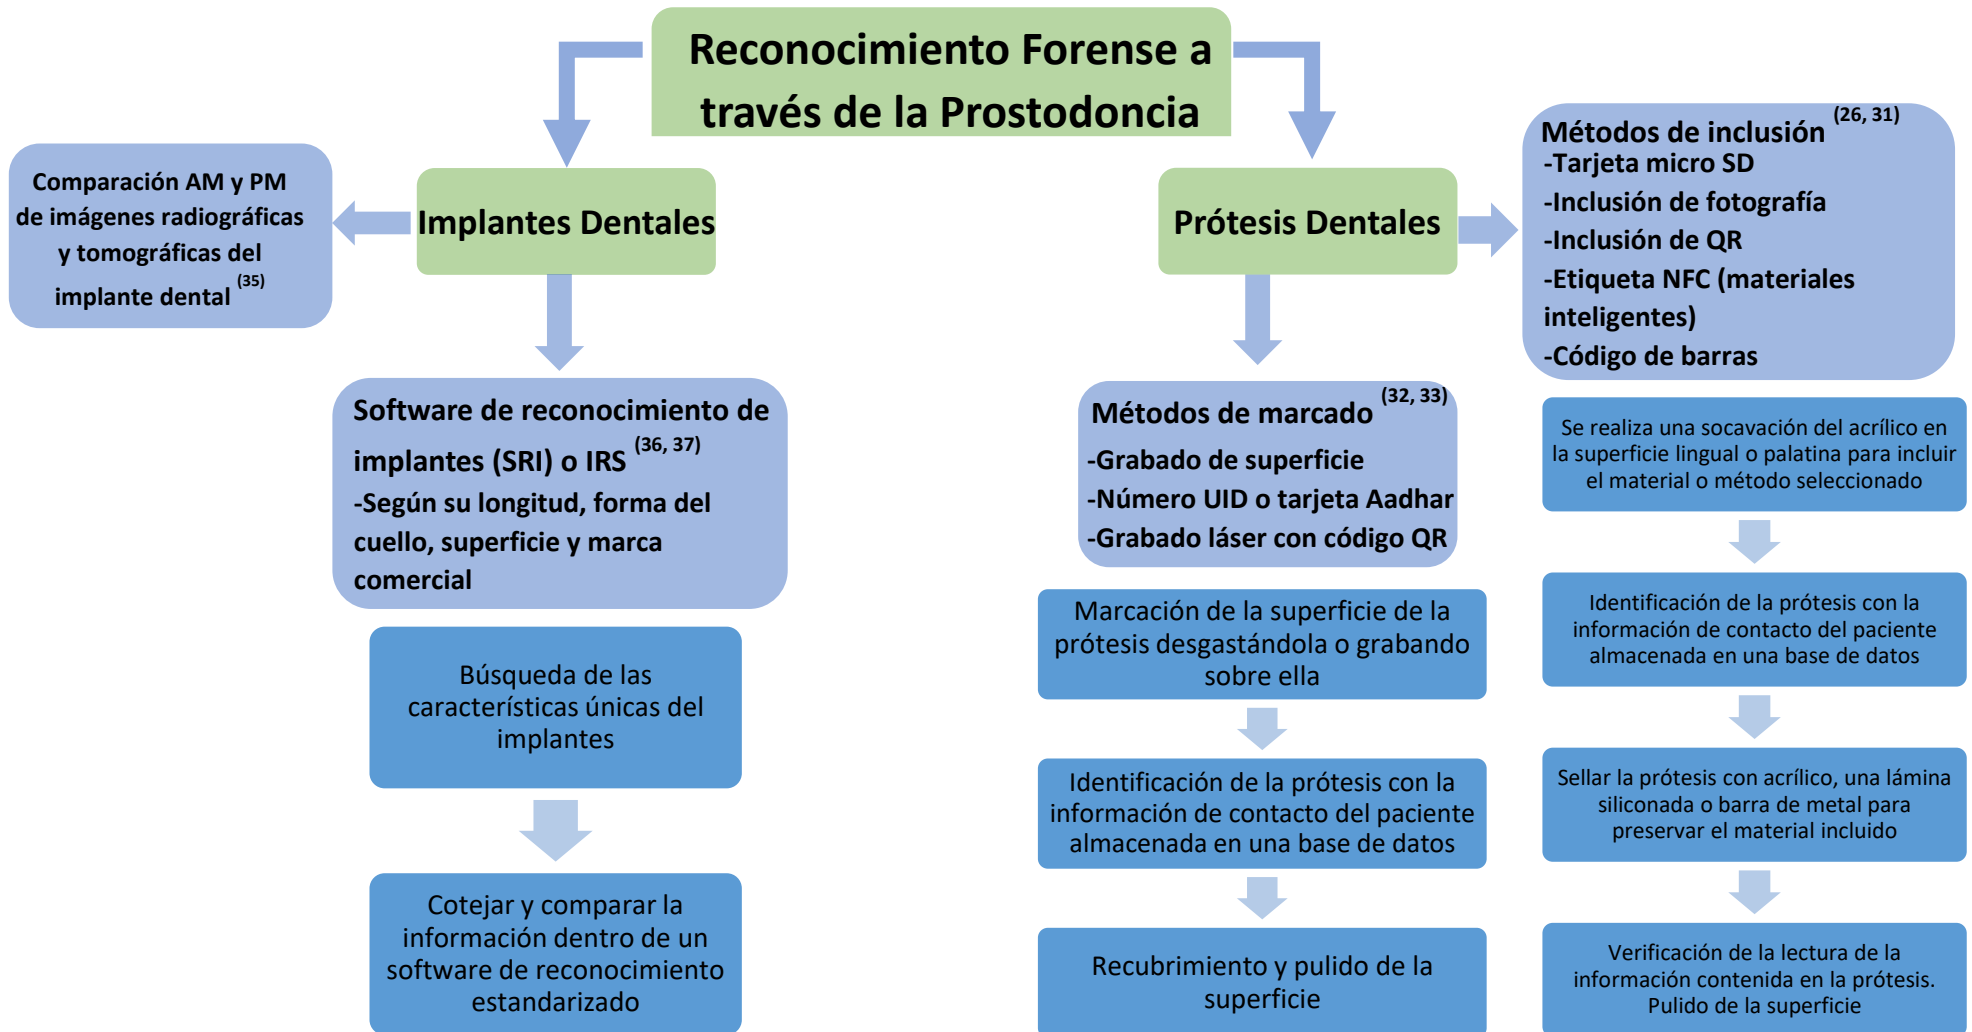 Reconocimiento Forense a
través de la Prostodoncia
Comparación AM y PM
de imágenes radiográficas
y tomográficas del
implante dental (35)
Implantes Dentales
Prótesis Dentales
Métodos de inclusión (26, 31)
-Tarjeta micro SD
-Inclusión de fotografía
-Inclusión de QR
-Etiqueta NFC (materiales
inteligentes)
-Código de barras
Software de reconocimiento de
implantes (SRI) o IRS (36, 37)
-Según su longitud, forma del
cuello, superficie y marca
comercial
Búsqueda de las
características únicas del
implantes
Cotejar y comparar la
información dentro de un
software de reconocimiento
estandarizado
Métodos de marcado (32, 33)
-Grabado de superficie
-Número UID o tarjeta Aadhar
-Grabado láser con código QR
Marcación de la superficie de la
prótesis desgastándola o grabando
sobre ella
Identificación de la prótesis con la
información de contacto del paciente
almacenada en una base de datos
Recubrimiento y pulido de la
superficie
Se realiza una socavación del acrílico en
la superficie lingual o palatina para incluir
el material o método seleccionado
Identificación de la prótesis con la
información de contacto del paciente
almacenada en una base de datos
Sellar la prótesis con acrílico, una lámina
siliconada o barra de metal para
preservar el material incluido
Verificación de la lectura de la
información contenida en la prótesis.
Pulido de la superficie